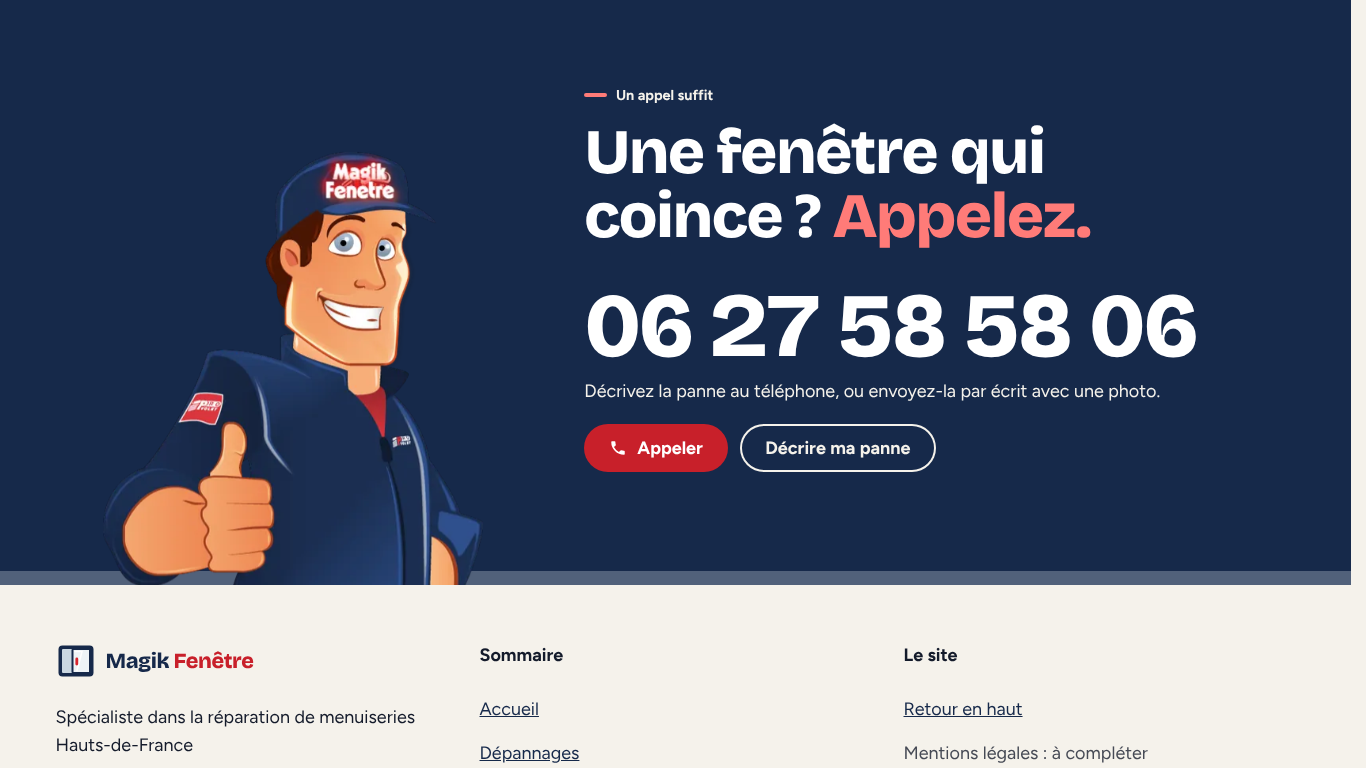 Un appel suffit
Une fenêtre qui
coince ? Appelez.
Magik
Fenetre
06 27 58 58 06
Décrivez la panne au téléphone, ou envoyez-la par écrit avec une photo.
Appeler
Décrire ma panne
Magik Fenêtre
Spécialiste dans la réparation de menuiseries
Hauts-de-France
Sommaire
Accueil
Dépannages
Le site
Retour en haut
Mentions légales : à compléter